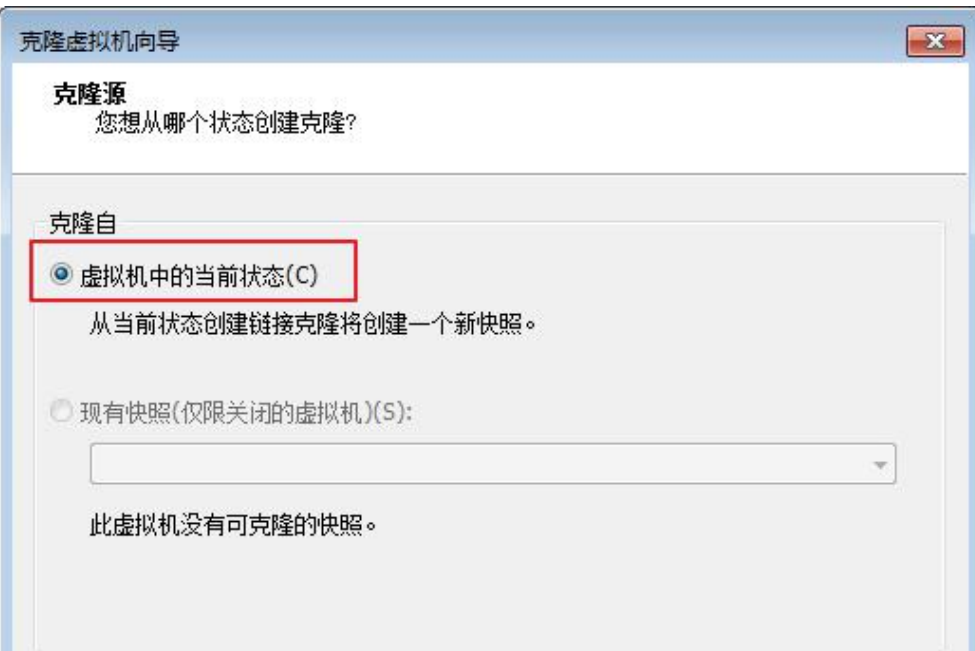 克隆虚拟机向导
克隆源
您想从哪个状态创建克隆?
克隆自
虚拟机中的当前状态(C)
从当前状态创建链接克隆将创建一个新快照。
现有快照(仅限关闭的虚拟机)(S):
此虚拟机没有可克隆的快照。